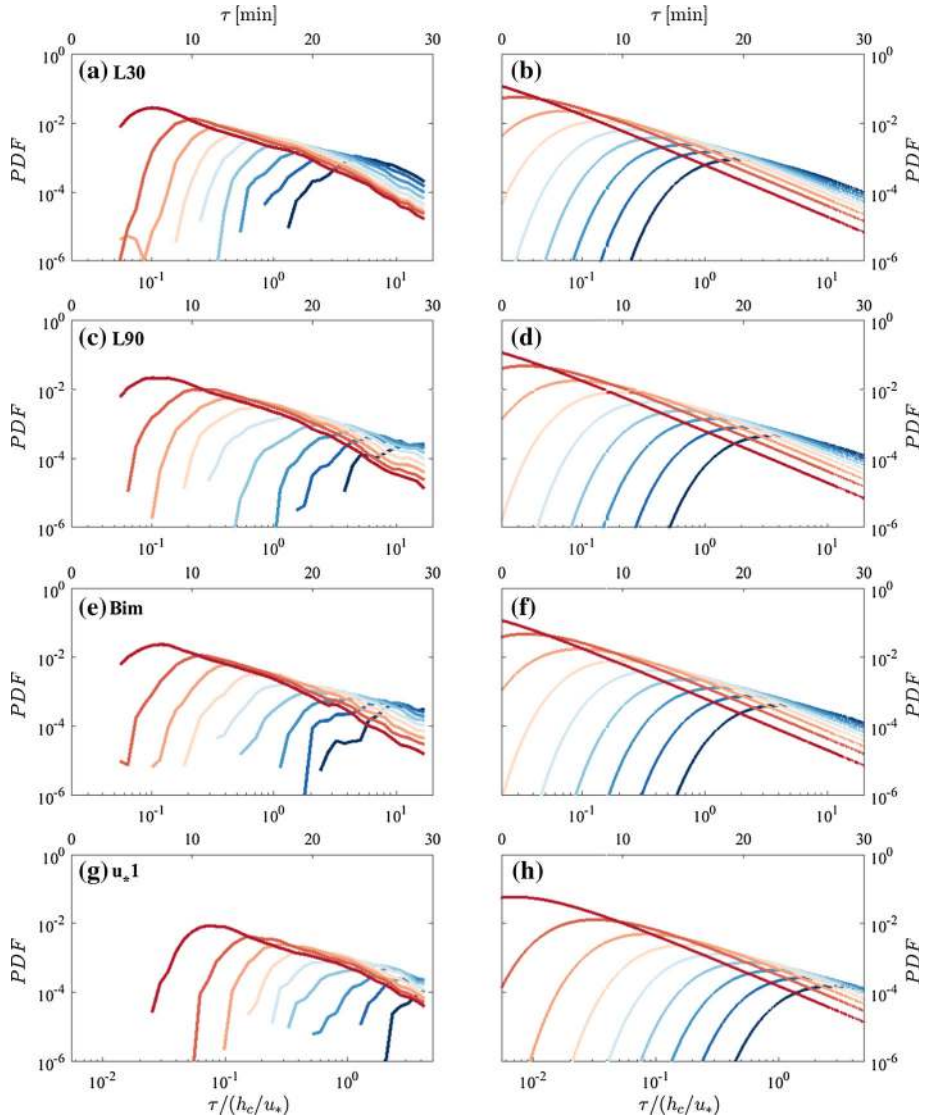 τ [min] τ [min]
0 10 20 30 0 10 20 30
10^0 (a) L30 (b) 10^0
10^-2 10^-2
PDF PDF
10^-4 10^-4
10^-6 10^-6
10^-1 10^0 10^1 10^-1 10^0 10^1
0 10 20 30 0 10 20 30
10^0 (c) L90 (d) 10^0
10^-2 10^-2
PDF PDF
10^-4 10^-4
10^-6 10^-6
10^-1 10^0 10^1 10^-1 10^0 10^1
0 10 20 30 0 10 20 30
10^0 (e) Bim (f) 10^0
10^-2 10^-2
PDF PDF
10^-4 10^-4
10^-6 10^-6
10^-1 10^0 10^1 10^-1 10^0 10^1
0 10 20 30 0 10 20 30
10^0 (g) u_*1 (h) 10^0
10^-2 10^-2
PDF PDF
10^-4 10^-4
10^-6 10^-6
10^-2 10^-1 10^0 10^-2 10^-1 10^0
τ/(h_c/u_*) τ/(h_c/u_*)